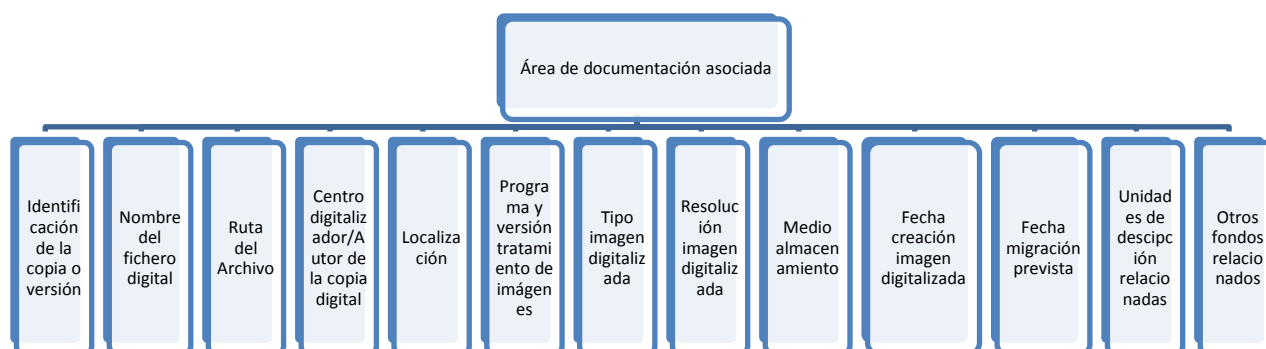 Área de documentación asociada
Identifi
cación
de la
copia o
versión
Nombre
del
fichero
digital
Ruta
del
Archivo
Centro
digitaliz
ador/A
utor de
la copia
digital
Localiza
ción
Progra
ma y
versión
tratami
ento de
imágen
es
Tipo
imagen
digitaliz
ada
Resoluc
ión
imagen
digitaliz
ada
Medio
almacen
amiento
Fecha
creación
imagen
digitalizada
Fecha
migración
prevista
Unidad
es de
descipc
ión
relacio
nadas
Otros
fondos
relacio
nados